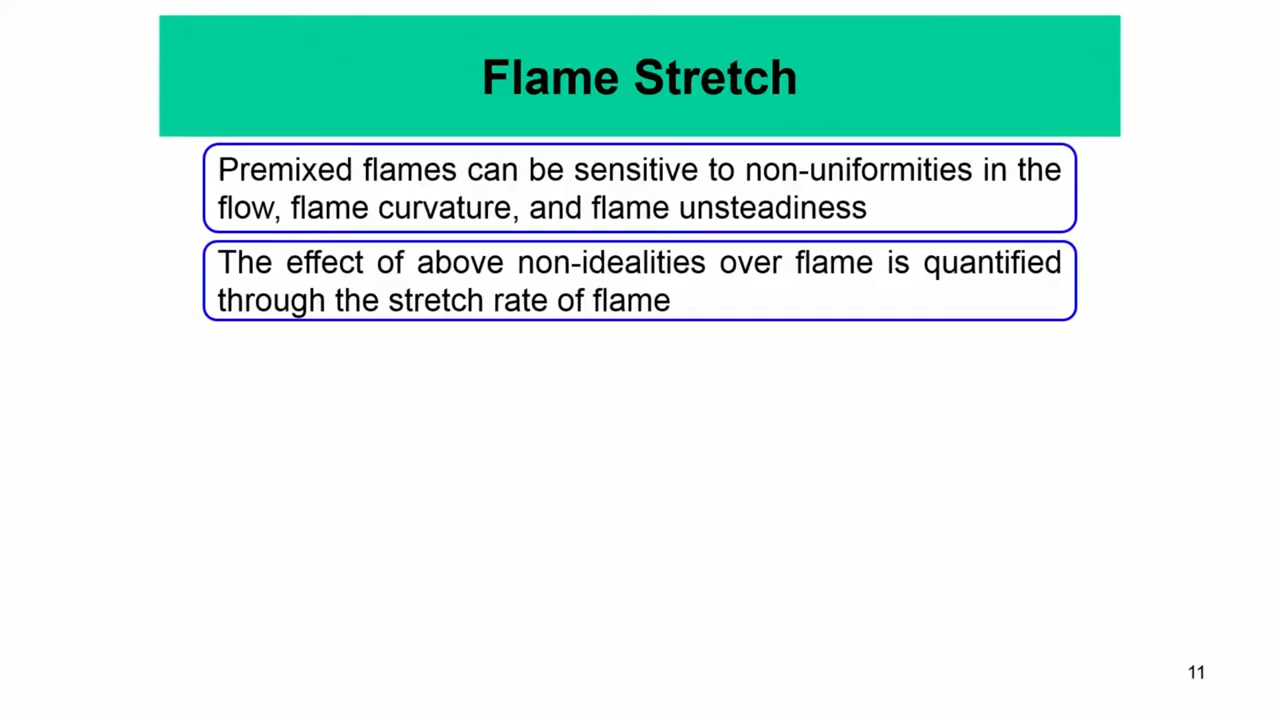 Flame Stretch
Premixed flames can be sensitive to non-uniformities in the
flow, flame curvature, and flame unsteadiness
The effect of above non-idealities over flame is quantified
through the stretch rate of flame
11